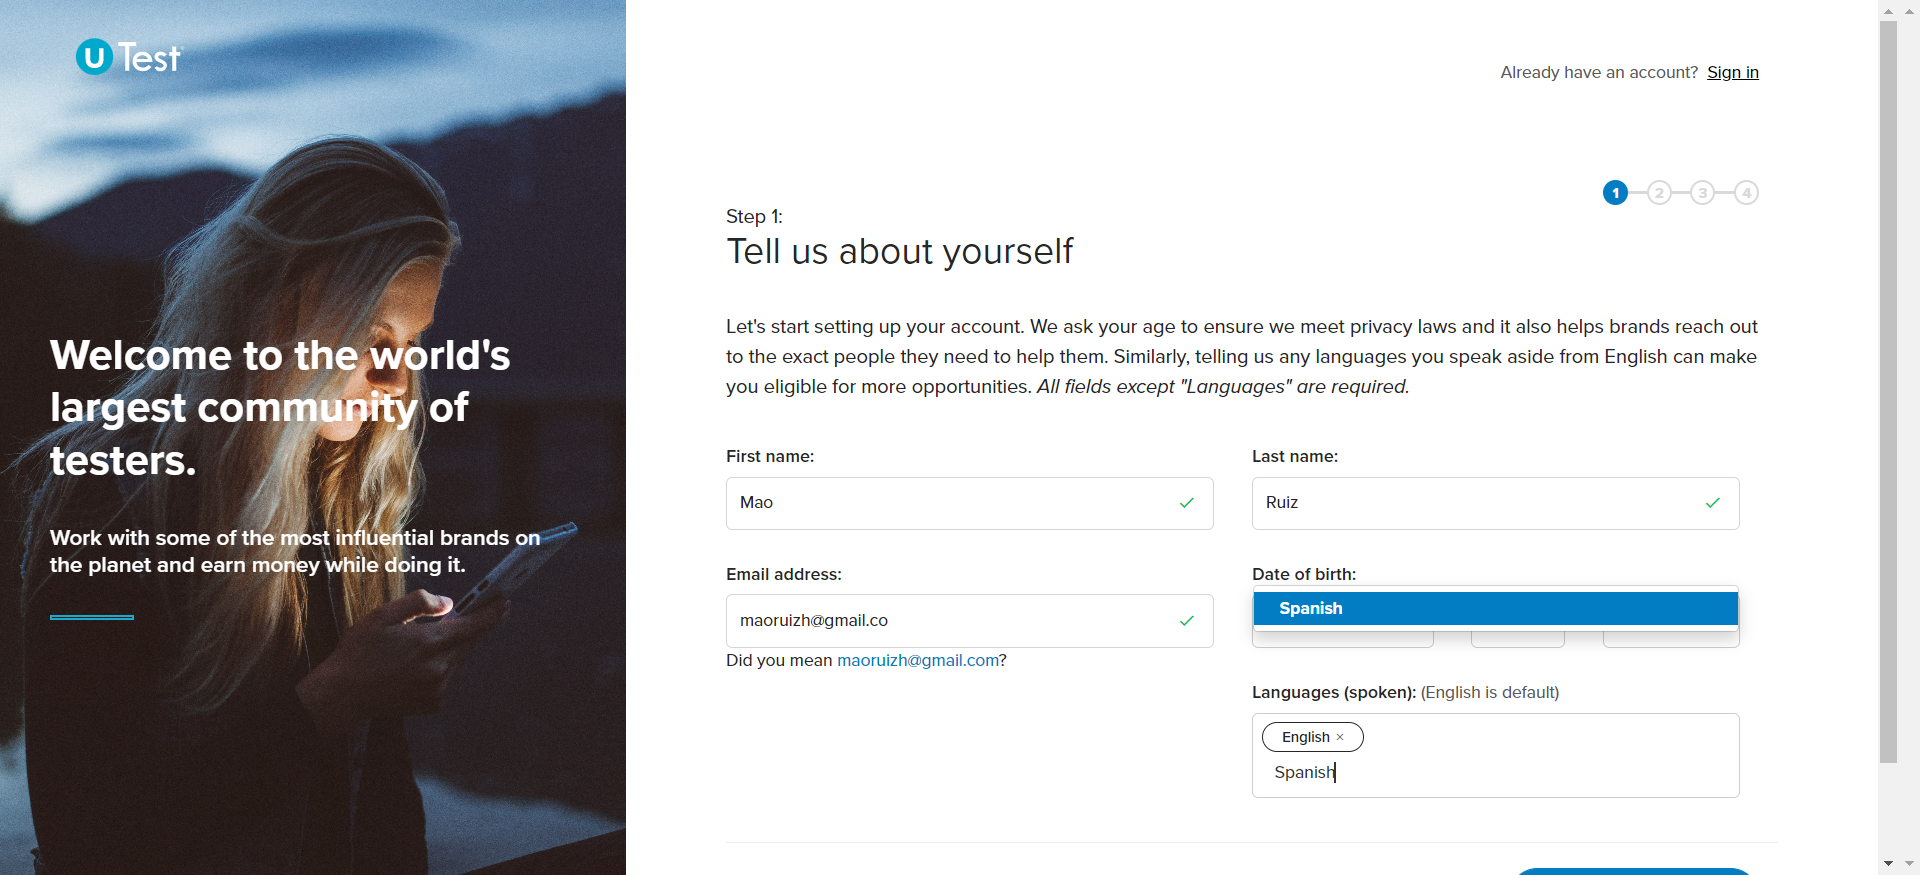 U Test
Welcome to the world's
largest community of
testers.
Work with some of the most influential brands on
the planet and earn money while doing it.
Already have an account? Sign in
1 2 3 4
Step 1:
Tell us about yourself
Let's start setting up your account. We ask your age to ensure we meet privacy laws and it also helps brands reach out
to the exact people they need to help them. Similarly, telling us any languages you speak aside from English can make
you eligible for more opportunities. All fields except "Languages" are required.
First name:
Mao
Last name:
Ruiz
Email address:
maoruizh@gmail.co
Did you mean maoruizh@gmail.com?
Date of birth:
Spanish
Languages (spoken): (English is default)
English ×
Spanish